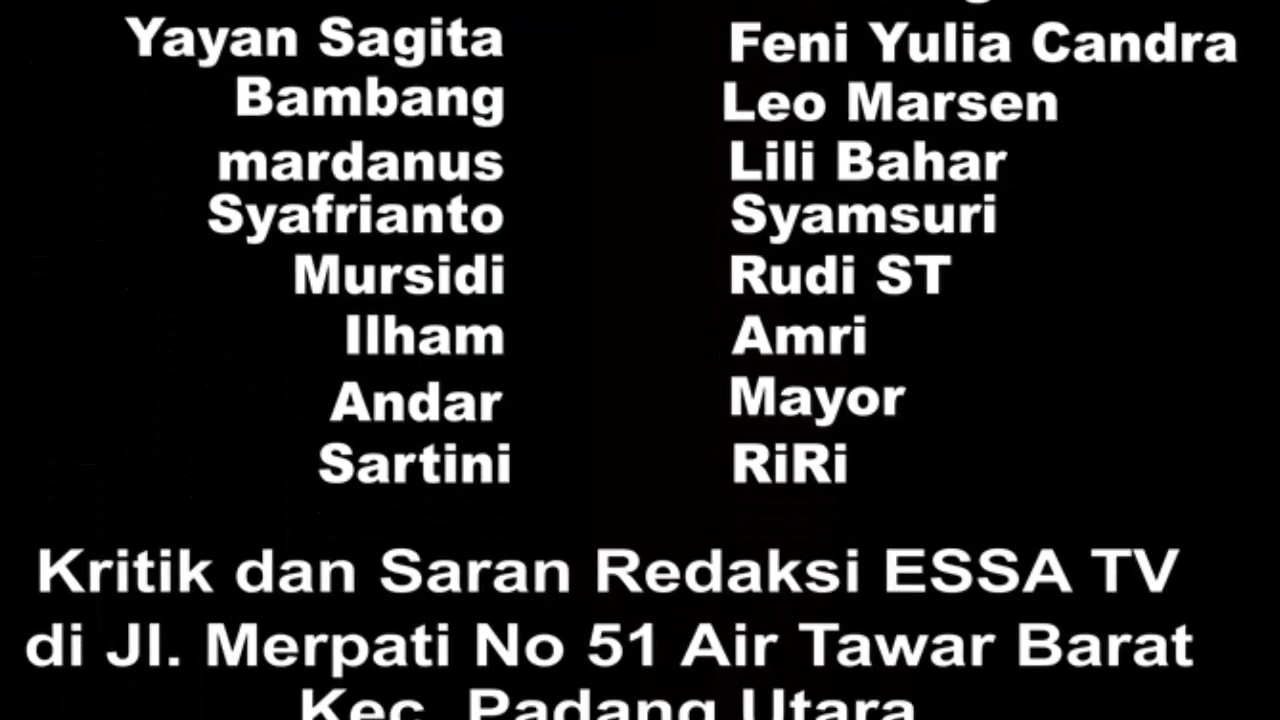 Yayan Sagita Feni Yulia Candra
Bambang Leo Marsen
mardanus Lili Bahar
Syafrianto Syamsuri
Mursidi Rudi ST
Ilham Amri
Andar Mayor
Sartini RiRi
Kritik dan Saran Redaksi ESSA TV
di Jl. Merpati No 51 Air Tawar Barat
Kec. Padang Utara